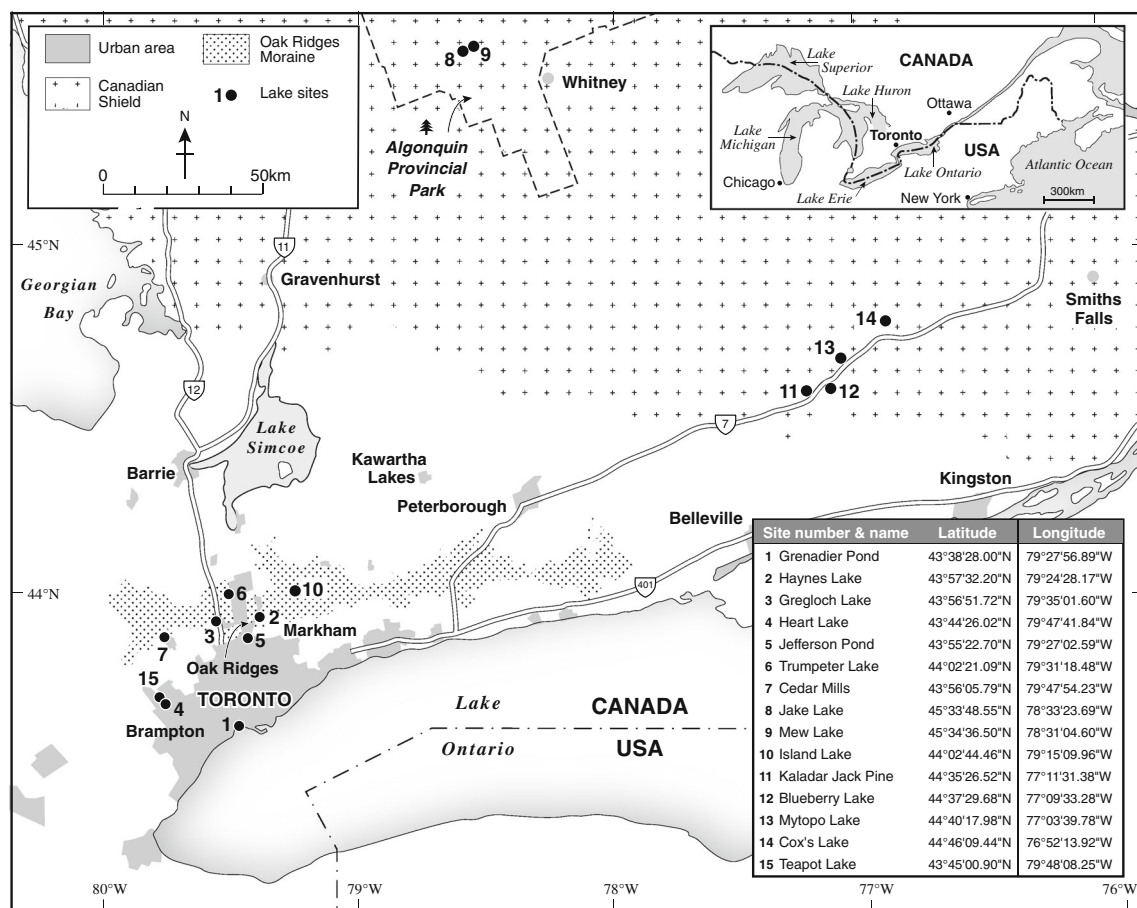 Urban area
Oak Ridges
Moraine
Canadian
Shield
1 Lake sites
N
0 50km
8 9
Whitney
Algonquin
Provincial
Park
Lake
Superior
CANADA
Lake Huron
Ottawa
Lake
Michigan
Toronto
USA
Lake Ontario
Atlantic Ocean
Chicago
Lake Erie
New York
300km
45°N
Georgian
Bay
11
Gravenhurst
Smiths
Falls
14
13
12
11 12
7
Lake
Simcoe
Barrie
Kawartha
Lakes
Peterborough
Kingston
Belleville
44°N
6
10
401
2
3
Markham
5
7
Oak Ridges
15
TORONTO
4
Brampton
1
Lake
Ontario
CANADA
USA
Site number & name Latitude Longitude
1 Grenadier Pond 43°38'28.00"N 79°27'56.89"W
2 Haynes Lake 43°57'32.20"N 79°24'28.17"W
3 Gregloch Lake 43°56'51.72"N 79°35'01.60"W
4 Heart Lake 43°44'26.02"N 79°47'41.84"W
5 Jefferson Pond 43°55'22.70"N 79°27'02.59"W
6 Trumpeter Lake 44°02'21.09"N 79°31'18.48"W
7 Cedar Mills 43°56'05.79"N 79°47'54.23"W
8 Jake Lake 45°33'48.55"N 78°33'23.69"W
9 Mew Lake 45°34'36.50"N 78°31'04.60"W
10 Island Lake 44°02'44.46"N 79°15'09.96"W
11 Kaladar Jack Pine 44°35'26.52"N 77°11'31.38"W
12 Blueberry Lake 44°37'29.68"N 77°09'33.28"W
13 Mytopo Lake 44°40'17.98"N 77°03'39.78"W
14 Cox's Lake 44°46'09.44"N 76°52'13.92"W
15 Teapot Lake 43°45'00.90"N 79°48'08.25"W
80°W 79°W 78°W 77°W 76°W